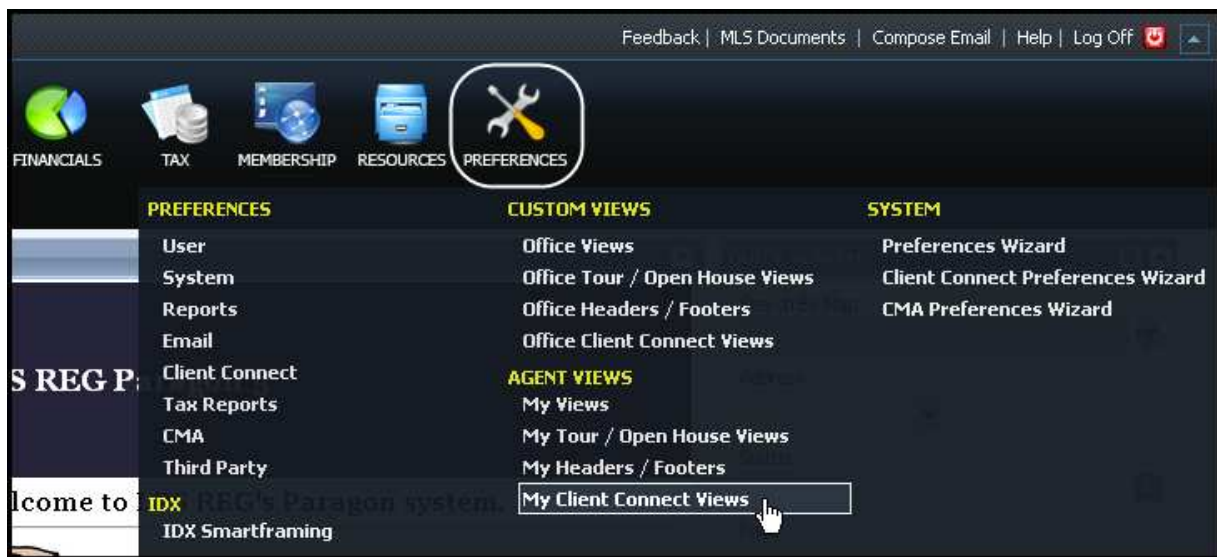 Feedback | MLS Documents | Compose Email | Help | Log Off
FINANCIALS TAX MEMBERSHIP RESOURCES PREFERENCES
PREFERENCES
User
System
Reports
Email
Client Connect
Tax Reports
CMA
Third Party
IDX
IDX Smartframing
CUSTOM VIEWS
Office Views
Office Tour / Open House Views
Office Headers / Footers
Office Client Connect Views
AGENT VIEWS
My Views
My Tour / Open House Views
My Headers / Footers
My Client Connect Views
SYSTEM
Preferences Wizard
Client Connect Preferences Wizard
CMA Preferences Wizard
S REG P
lcome to REG's Paragon system.